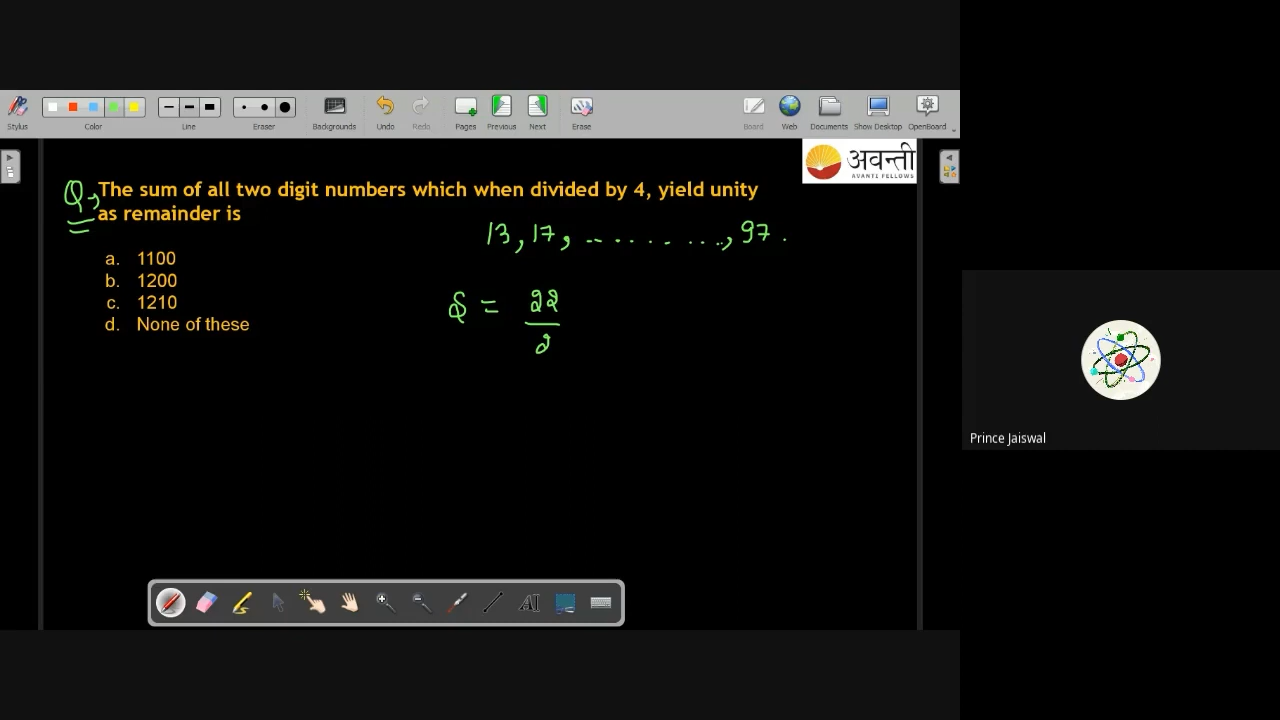 Stylus
Color
Line
Eraser
Backgrounds
Undo
Redo
Pages
Previous
Next
Erase
Board
Web
Documents
Show Desktop
OpenBoard
अवन्ती
AVANTI FELLOWS
Q, The sum of all two digit numbers which when divided by 4, yield unity
as remainder is
13, 17, ..........., 97 .
a. 1100
b. 1200
c. 1210
d. None of these
S = 22/2
AI
Prince Jaiswal